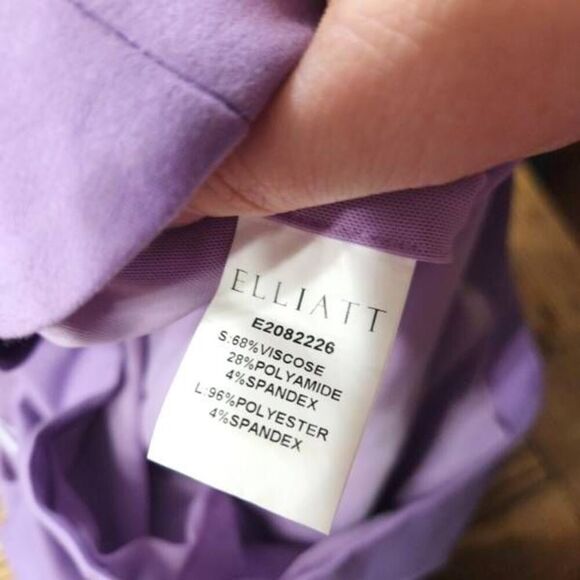 ELLIATT
E2082226
S:68%VISCOSE
28%POLYAMIDE
4%SPANDEX
L:96%POLYESTER
4%SPANDEX